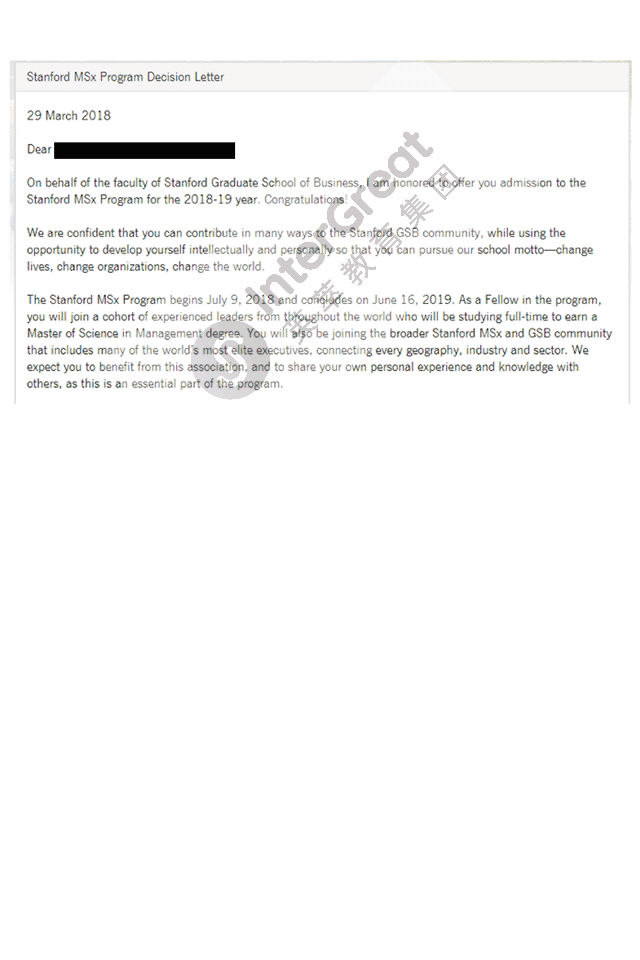 Stanford MSx Program Decision Letter
29 March 2018
Dear
On behalf of the faculty of Stanford Graduate School of Business, I am honored to offer you admission to the
Stanford MSx Program for the 2018-19 year. Congratulations!
We are confident that you can contribute in many ways to the Stanford GSB community, while using the
opportunity to develop yourself intellectually and personally so that you can pursue our school motto—change
lives, change organizations, change the world.
The Stanford MSx Program begins July 9, 2018 and concludes on June 16, 2019. As a Fellow in the program,
you will join a cohort of experienced leaders from throughout the world who will be studying full-time to earn a
Master of Science in Management degree. You will also be joining the broader Stanford MSx and GSB community
that includes many of the world's most elite executives, connecting every geography, industry and sector. We
expect you to benefit from this association, and to share your own personal experience and knowledge with
others, as this is an essential part of the program.
InterGreat
英萃教育集团